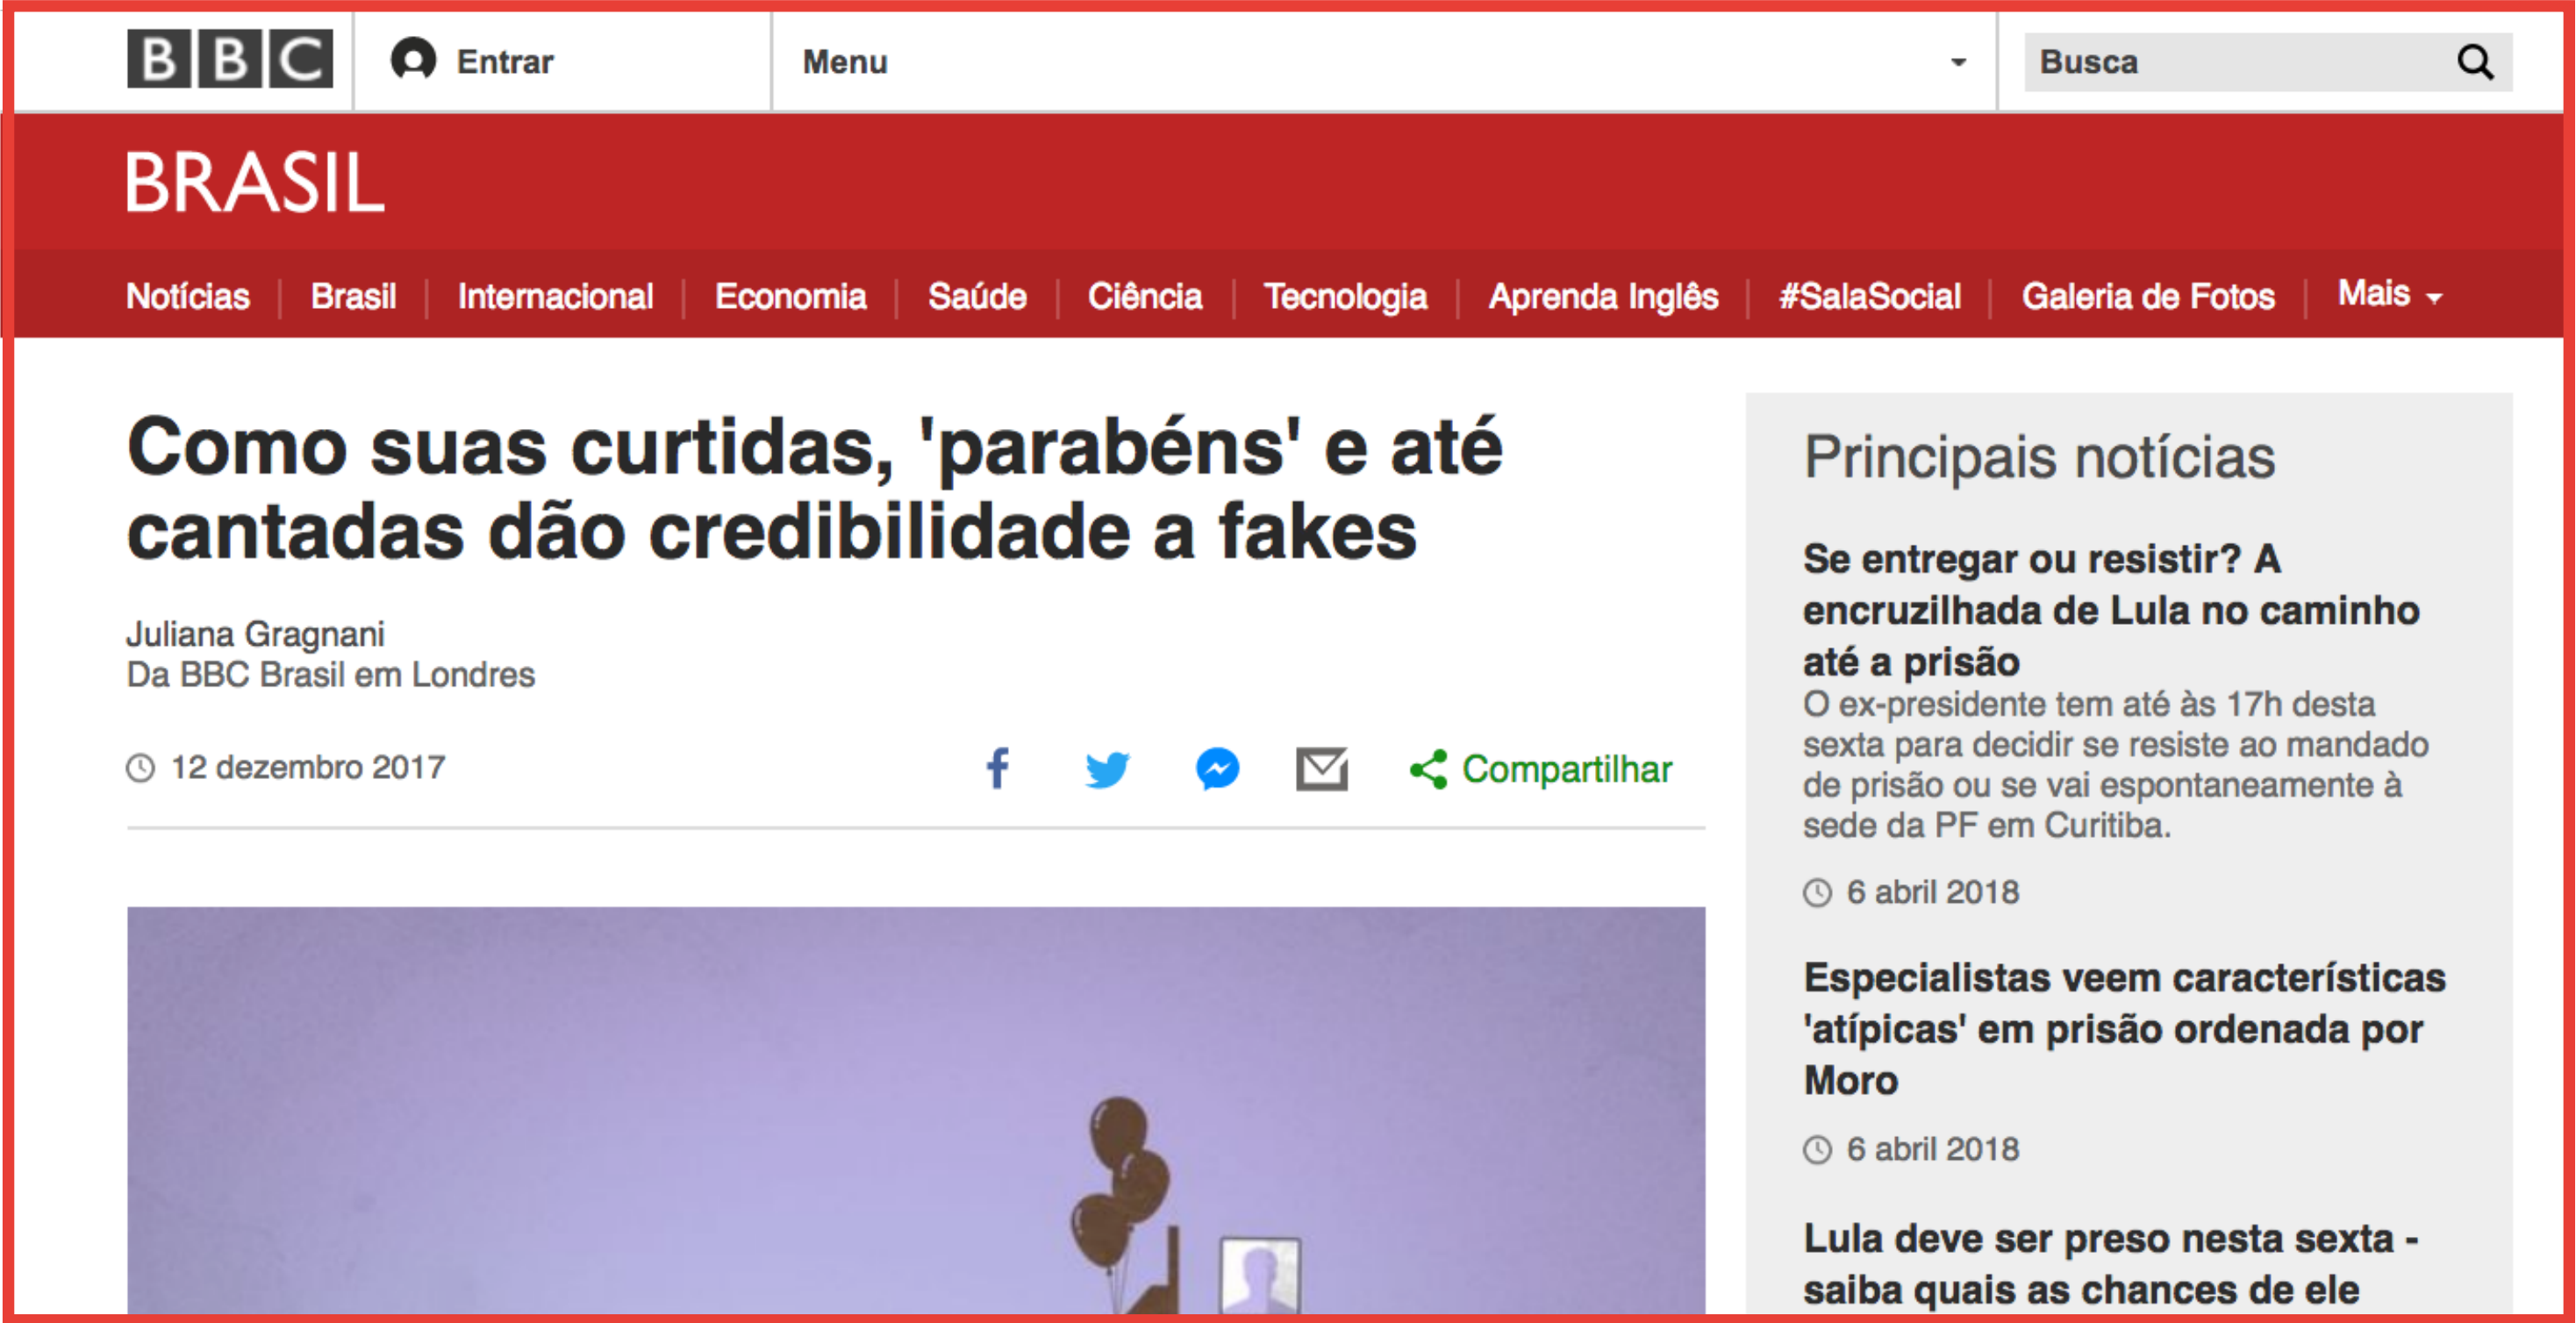 BBC
Entrar
Menu
Busca
BRASIL
Notícias
Brasil
Internacional
Economia
Saúde
Ciência
Tecnologia
Aprenda Inglês
#SalaSocial
Galeria de Fotos
Mais
Como suas curtidas, 'parabéns' e até
cantadas dão credibilidade a fakes
Juliana Gragnani
Da BBC Brasil em Londres
12 dezembro 2017
Compartilhar
Principais notícias
Se entregar ou resistir? A
encruzilhada de Lula no caminho
até a prisão
O ex-presidente tem até às 17h desta
sexta para decidir se resiste ao mandado
de prisão ou se vai espontaneamente à
sede da PF em Curitiba.
6 abril 2018
Especialistas veem características
'atípicas' em prisão ordenada por
Moro
6 abril 2018
Lula deve ser preso nesta sexta -
saiba quais as chances de ele